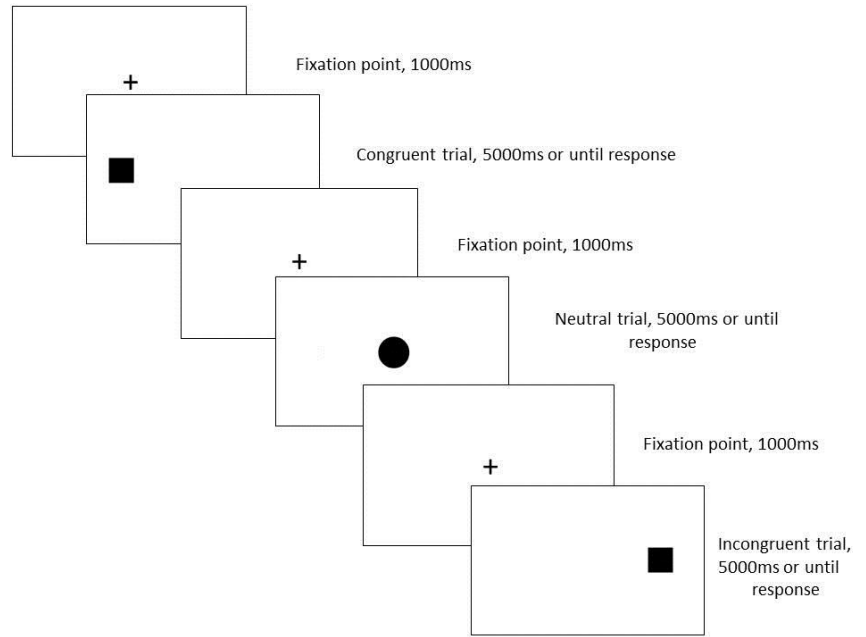 Fixation point, 1000ms
Congruent trial, 5000ms or until response
Fixation point, 1000ms
Neutral trial, 5000ms or until
response
Fixation point, 1000ms
Incongruent trial,
5000ms or until
response